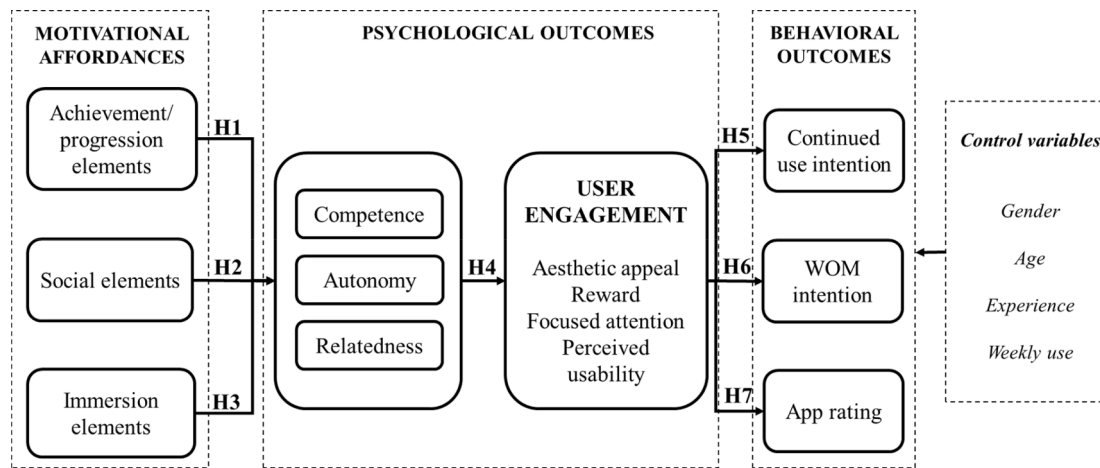 MOTIVATIONAL
AFFORDANCES
Achievement/
progression
elements
Social elements
Immersion
elements
H1
H2
H3
PSYCHOLOGICAL OUTCOMES
Competence
Autonomy
Relatedness
H4
USER
ENGAGEMENT
Aesthetic appeal
Reward
Focused attention
Perceived
usability
H5
H6
H7
BEHAVIORAL
OUTCOMES
Continued
use intention
WOM
intention
App rating
Control variables
Gender
Age
Experience
Weekly use